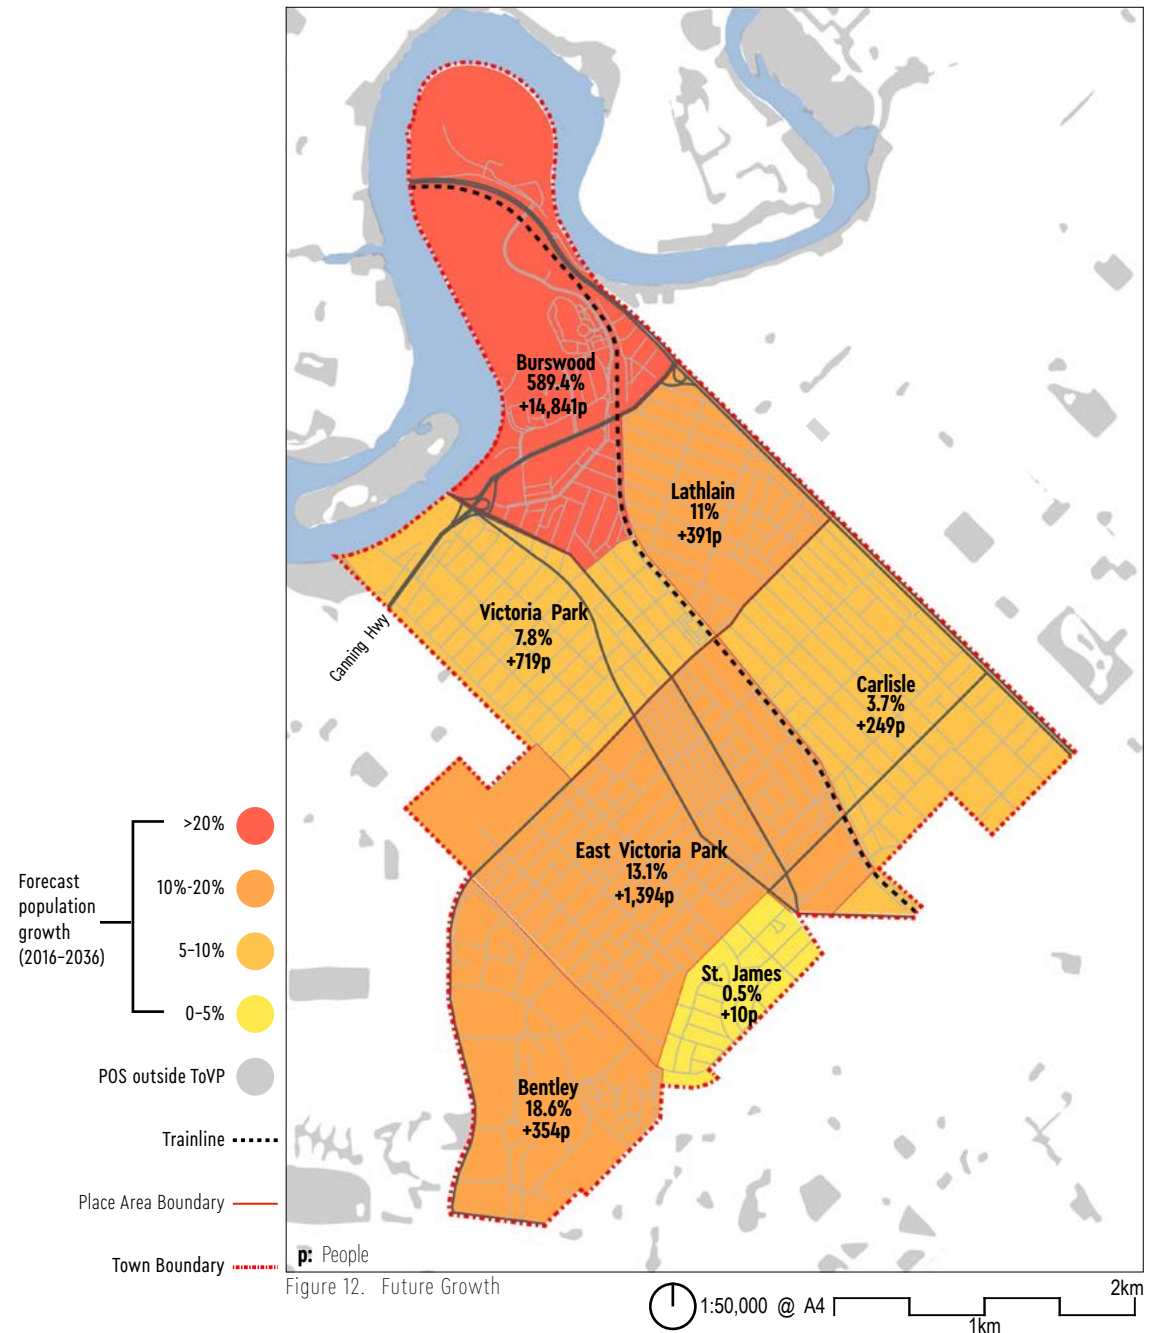 Burswood
589.4%
+14,841p
Lathlain
11%
+391p
Victoria Park
7.8%
+719p
Canning Hwy
Carlisle
3.7%
+249p
East Victoria Park
13.1%
+1,394p
St. James
0.5%
+10p
Bentley
18.6%
+354p
Forecast
population
growth
(2016-2036)
>20%
10%-20%
5-10%
0-5%
POS outside ToVP
Trainline
Place Area Boundary
Town Boundary
p: People
Figure 12. Future Growth
1:50,000 @ A4
1km
2km